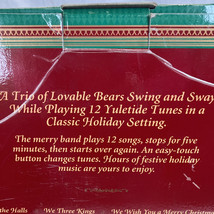 A Trio of Lovable Bears Swing and Sway
While Playing 12 Yuletide Tunes in a
Classic Holiday Setting.
The merry band plays 12 songs, stops for five
minutes, then starts over again. An easy-touch
button changes tunes. Hours of festive holiday
music are yours to enjoy.
the Halls We Three Kings We Wish You a Merry Christm